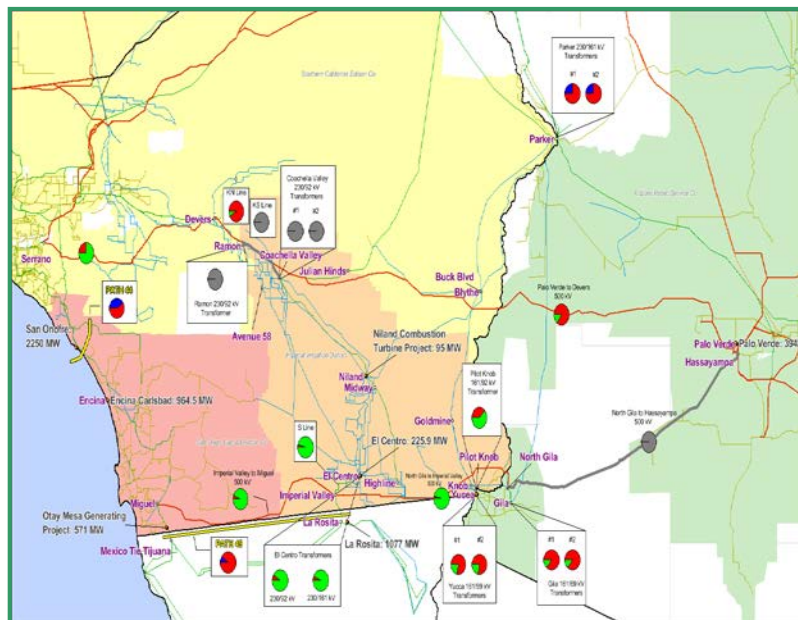 Parker 230/161 kV
Transformers
#1 #2
Southern California Edison Co
Parker
Coachella Valley
230/92 kV
Transformers
#1 #2
KS Line
Devers
Ramon
Coachella Valley
Julian Hinds
Serrano
Buck Blvd
Blythe
Palo Verde to Devers
500 kV
PATH 44
Ramon 230/92 kV
Transformer
San Onofre:
2250 MW
Avenue 58
Niland Combustion
Turbine Project: 95 MW
Palo Verde
Palo Verde: 394
Hassayampa
Niland
Midway
Pilot Knob
161/92 kV
Transformer
Encina
Encina Carlsbad: 964.5 MW
S Line
Goldmine
North Gila to Hassayampa
500 kV
El Centro: 225.9 MW
Imperial Valley to Miguel
500 kV
El Centro
Highline
North Gila to Imperial Valley
500 kV
Pilot Knob
North Gila
Knob
Yucca
Gila
Imperial Valley
Miguel
Otay Mesa Generating
Project: 571 MW
La Rosita
Mexico Tie:Tijuana
La Rosita: 1077 MW
PATH 45
El Centro Transformers
230/92 kV 230/161 kV
#1 #2
Yucca 161/69 kV
Transformers
#1 #2
Gila 161/69 kV
Transformers